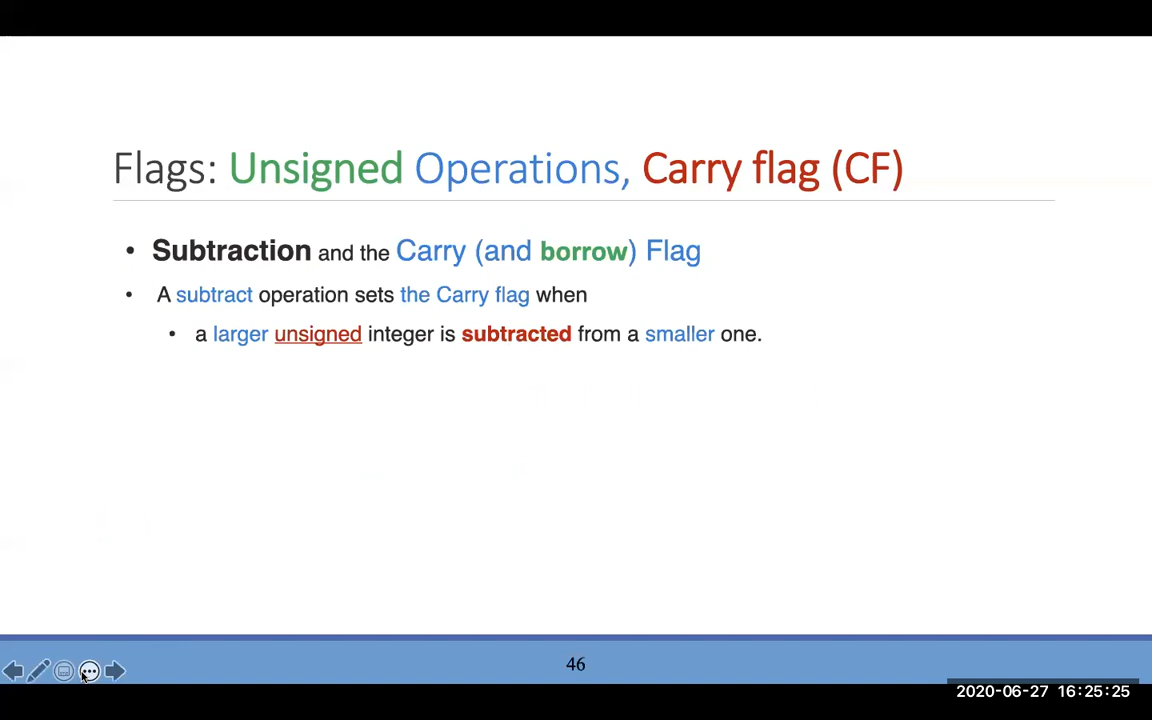 Flags: Unsigned Operations, Carry flag (CF)
• Subtraction and the Carry (and borrow) Flag
• A subtract operation sets the Carry flag when
• a larger unsigned integer is subtracted from a smaller one.
46
2020-06-27 16:25:25